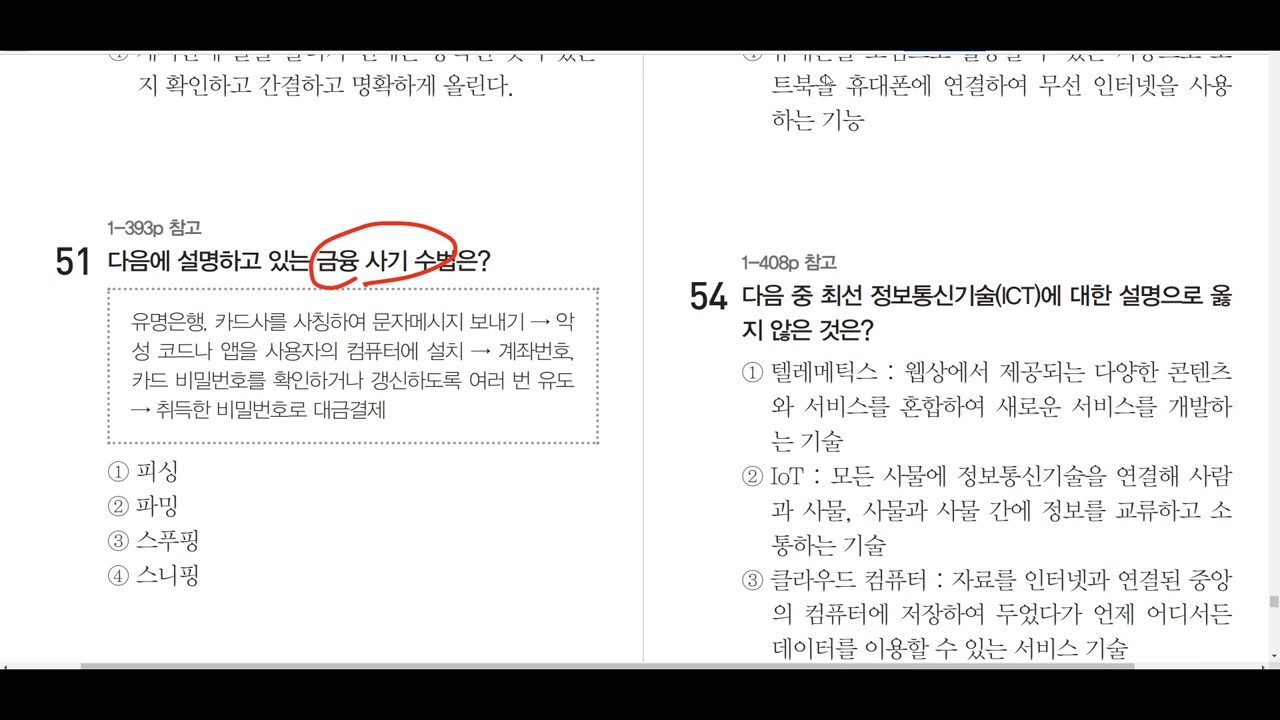 지 확인하고 간결하고 명확하게 올린다.
1-393p 참고
51 다음에 설명하고 있는 금융 사기 수법은?
유명은행, 카드사를 사칭하여 문자메시지 보내기 → 악
성 코드나 앱을 사용자의 컴퓨터에 설치 → 계좌번호,
카드 비밀번호를 확인하거나 갱신하도록 여러 번 유도
→ 취득한 비밀번호로 대금결제
① 피싱
② 파밍
③ 스푸핑
④ 스니핑
트북을 휴대폰에 연결하여 무선 인터넷을 사용
하는 기능
1-408p 참고
54 다음 중 최선 정보통신기술(ICT)에 대한 설명으로 옳
지 않은 것은?
① 텔레메틱스 : 웹상에서 제공되는 다양한 콘텐츠
와 서비스를 혼합하여 새로운 서비스를 개발하
는 기술
② IoT : 모든 사물에 정보통신기술을 연결해 사람
과 사물, 사물과 사물 간에 정보를 교류하고 소
통하는 기술
③ 클라우드 컴퓨터 : 자료를 인터넷과 연결된 중앙
의 컴퓨터에 저장하여 두었다가 언제 어디서든
데이터를 이용할 수 있는 서비스 기술